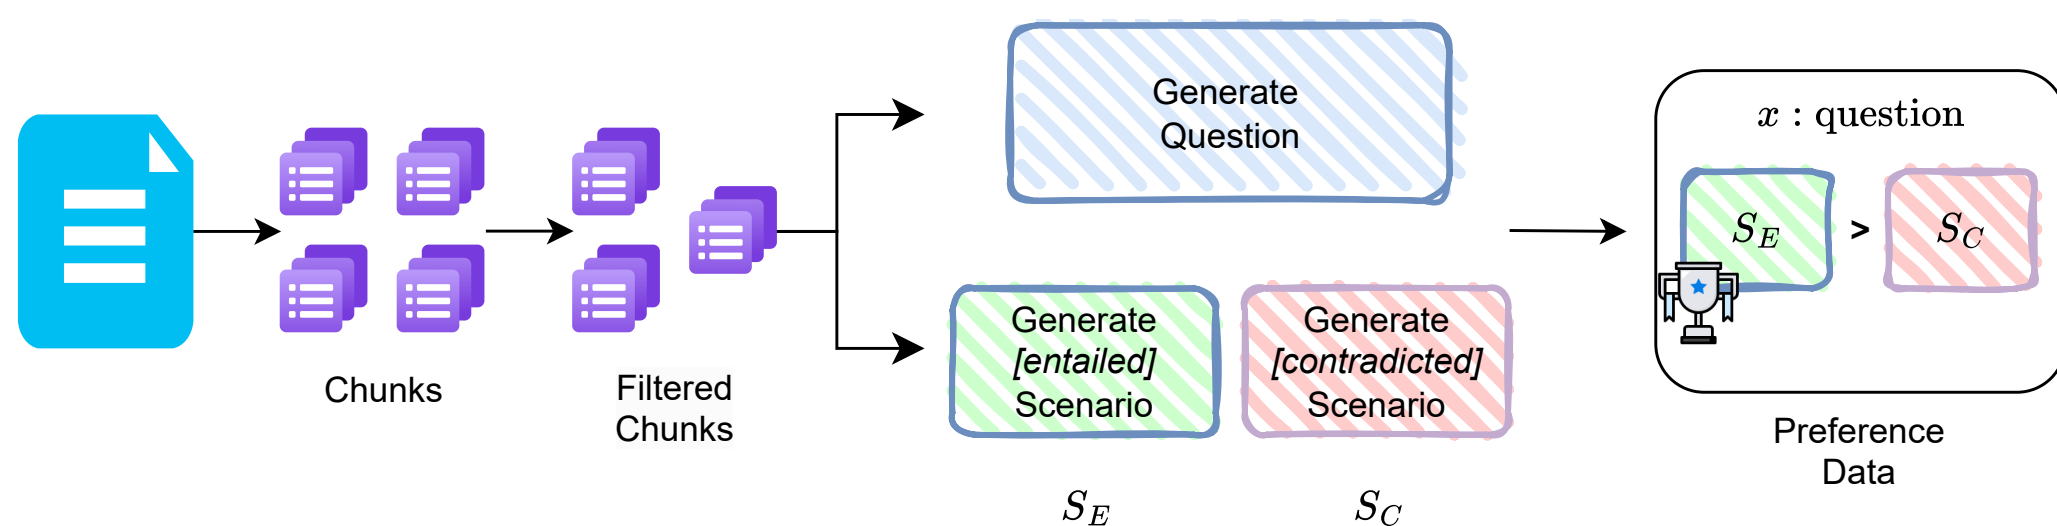 Chunks
Filtered
Chunks
Generate
Question
Generate
[entailed]
Scenario
Generate
[contradicted]
Scenario
S_E
S_C
x : question
S_E > S_C
Preference
Data